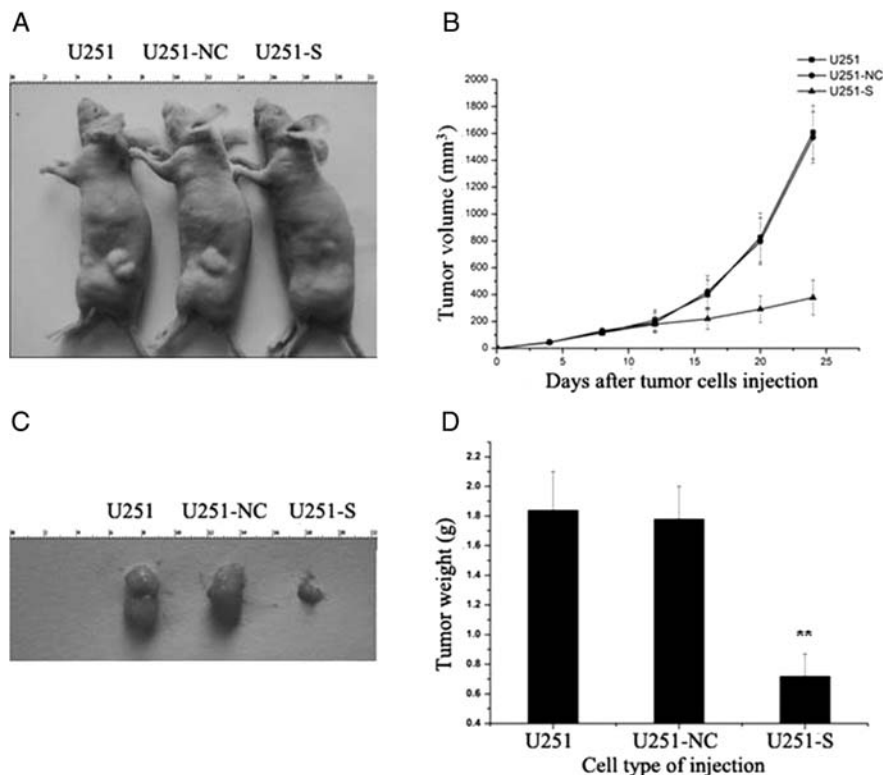 A
U251 U251-NC U251-S
B
U251
U251-NC
U251-S
Tumor volume (mm³)
2000
1800
1600
1400
1200
1000
800
600
400
200
0
0 5 10 15 20 25
Days after tumor cells injection
C
U251 U251-NC U251-S
D
Tumor weight (g)
2.2
2.0
1.8
1.6
1.4
1.2
1.0
0.8
0.6
0.4
**
U251 U251-NC U251-S
Cell type of injection